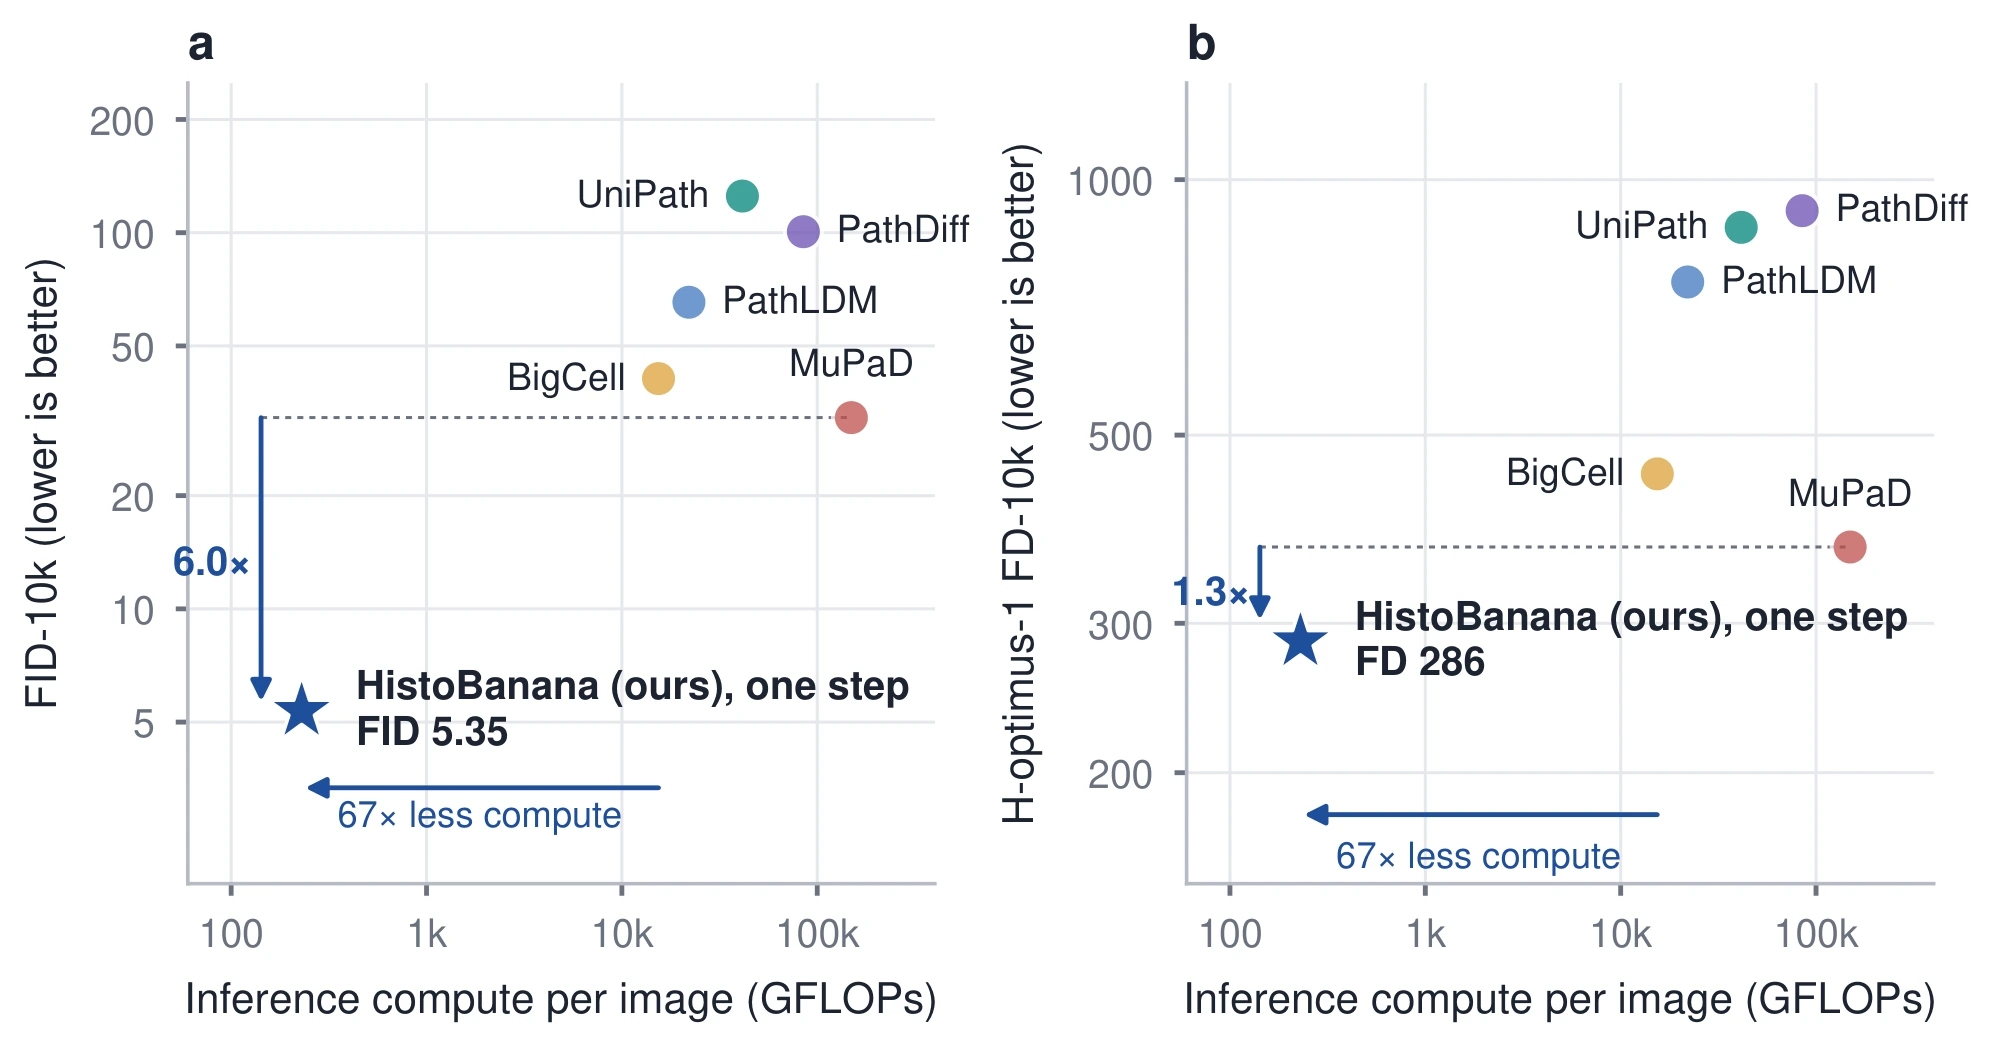 a
FID-10k (lower is better)
200
100
50
20
10
5
UniPath
PathDiff
PathLDM
BigCell
MuPaD
6.0×
HistoBanana (ours), one step
FID 5.35
67× less compute
100
1k
10k
100k
Inference compute per image (GFLOPs)
b
H-optimus-1 FD-10k (lower is better)
1000
500
300
200
PathDiff
UniPath
PathLDM
BigCell
MuPaD
1.3×
HistoBanana (ours), one step
FD 286
67× less compute
100
1k
10k
100k
Inference compute per image (GFLOPs)